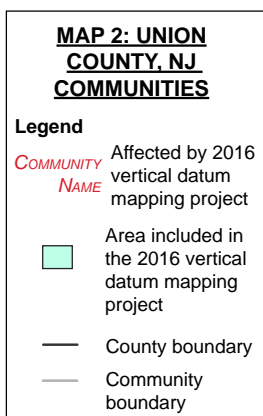 MAP 2: UNION
COUNTY, NJ
COMMUNITIES
Legend
COMMUNITY
NAME
Affected by 2016
vertical datum
mapping project
Area included in
the 2016 vertical
datum mapping
project
County boundary
Community
boundary